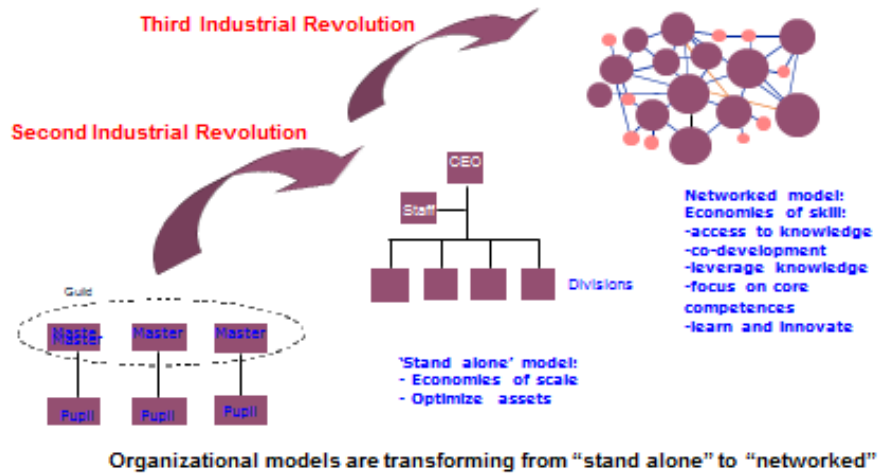 Third Industrial Revolution
Second Industrial Revolution
CEO
Staff
Divisions
Guild
Maste
Master
Master
Master
Pupil
Pupil
Pupil
'Stand alone' model:
- Economies of scale
- Optimize assets
Networked model:
Economies of skill:
-access to knowledge
-co-development
-leverage knowledge
-focus on core
competences
-learn and innovate
Organizational models are transforming from “stand alone” to “networked”